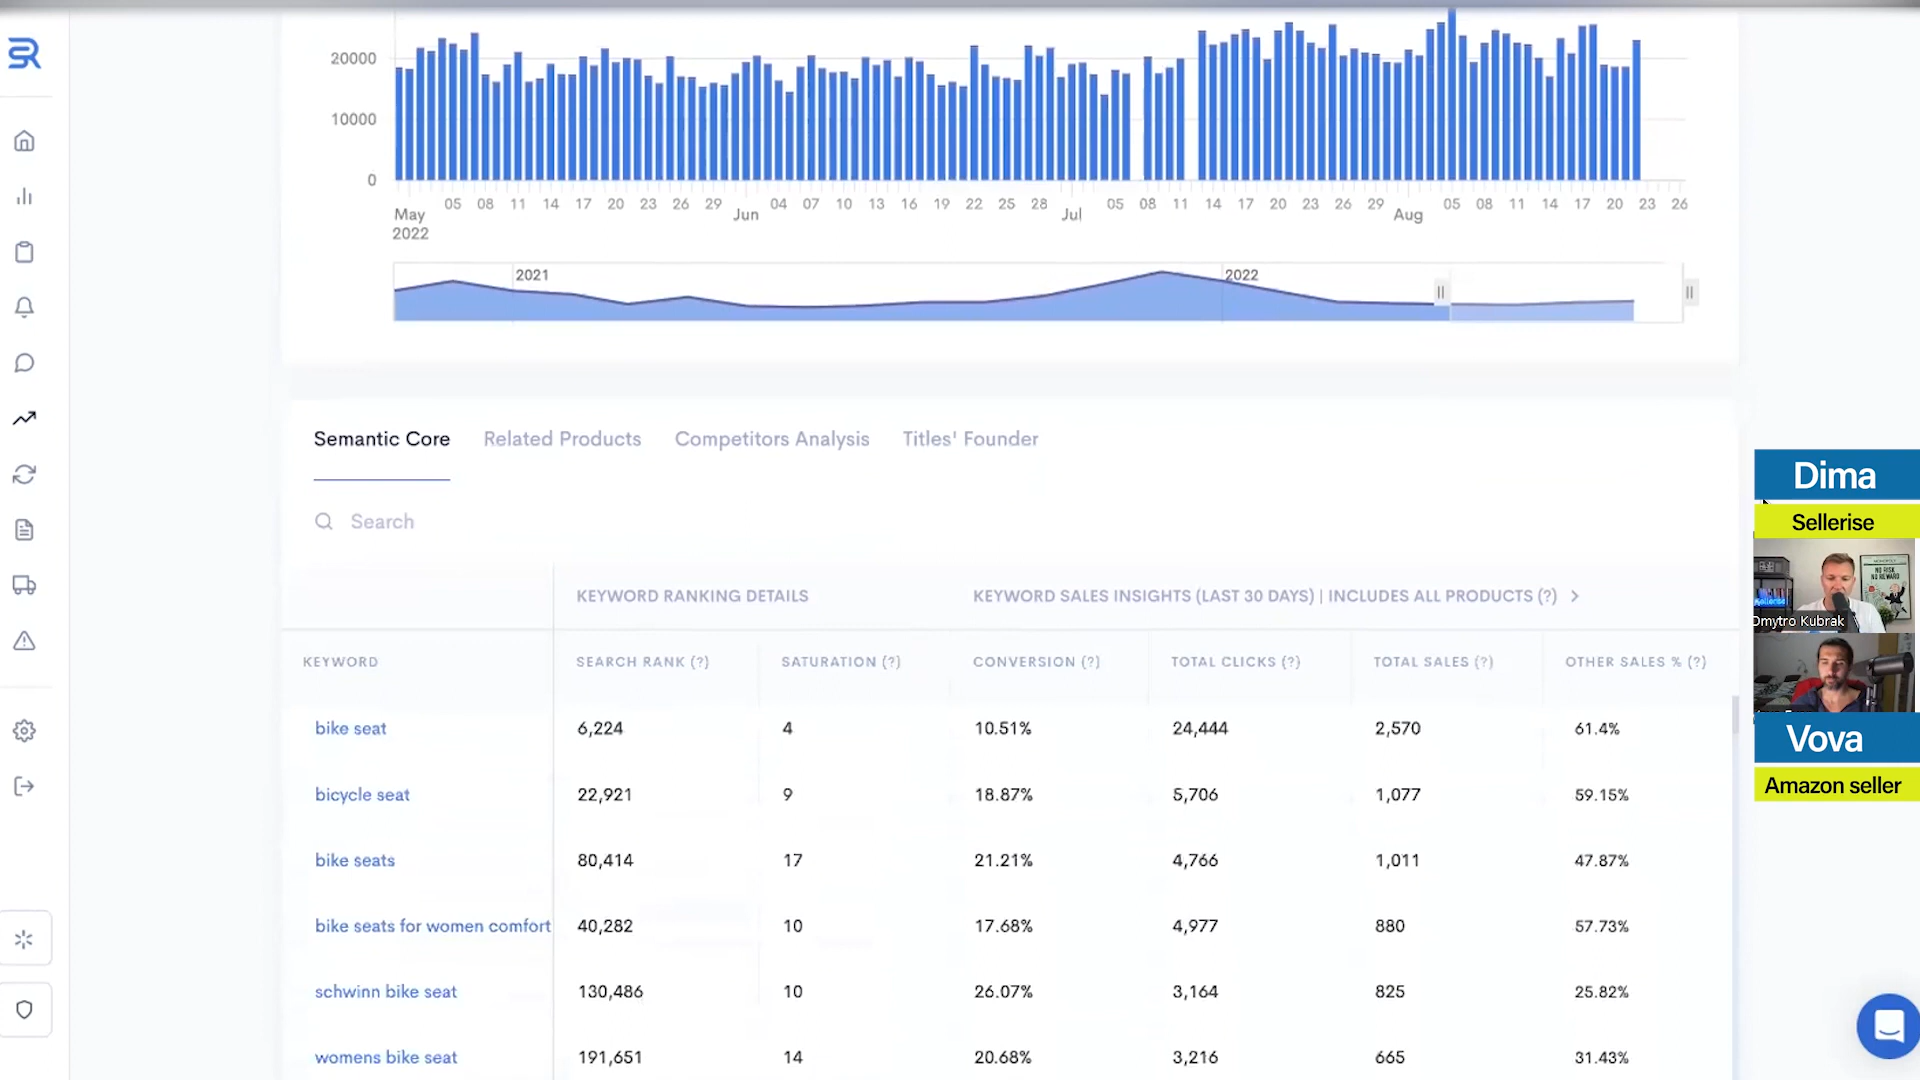 SR
20000
10000
0
05 08 11 14 17 20 23 26 29 04 07 10 13 16 19 22 25 28 05 08 11 14 17 20 23 26 29 05 08 11 14 17 20 23 26
May Jun Jul Aug
2022
2021 2022
Semantic Core Related Products Competitors Analysis Titles' Founder
Search
KEYWORD RANKING DETAILS KEYWORD SALES INSIGHTS (LAST 30 DAYS) | INCLUDES ALL PRODUCTS (?)
KEYWORD SEARCH RANK (?) SATURATION (?) CONVERSION (?) TOTAL CLICKS (?) TOTAL SALES (?) OTHER SALES % (?)
bike seat 6,224 4 10.51% 24,444 2,570 61.4%
bicycle seat 22,921 9 18.87% 5,706 1,077 59.15%
bike seats 80,414 17 21.21% 4,766 1,011 47.87%
bike seats for women comfort 40,282 10 17.68% 4,977 880 57.73%
schwinn bike seat 130,486 10 26.07% 3,164 825 25.82%
womens bike seat 191,651 14 20.68% 3,216 665 31.43%
Dima
Sellerise
NO RISK
NO REWARD
Dmytro Kubrak
Vova
Amazon seller